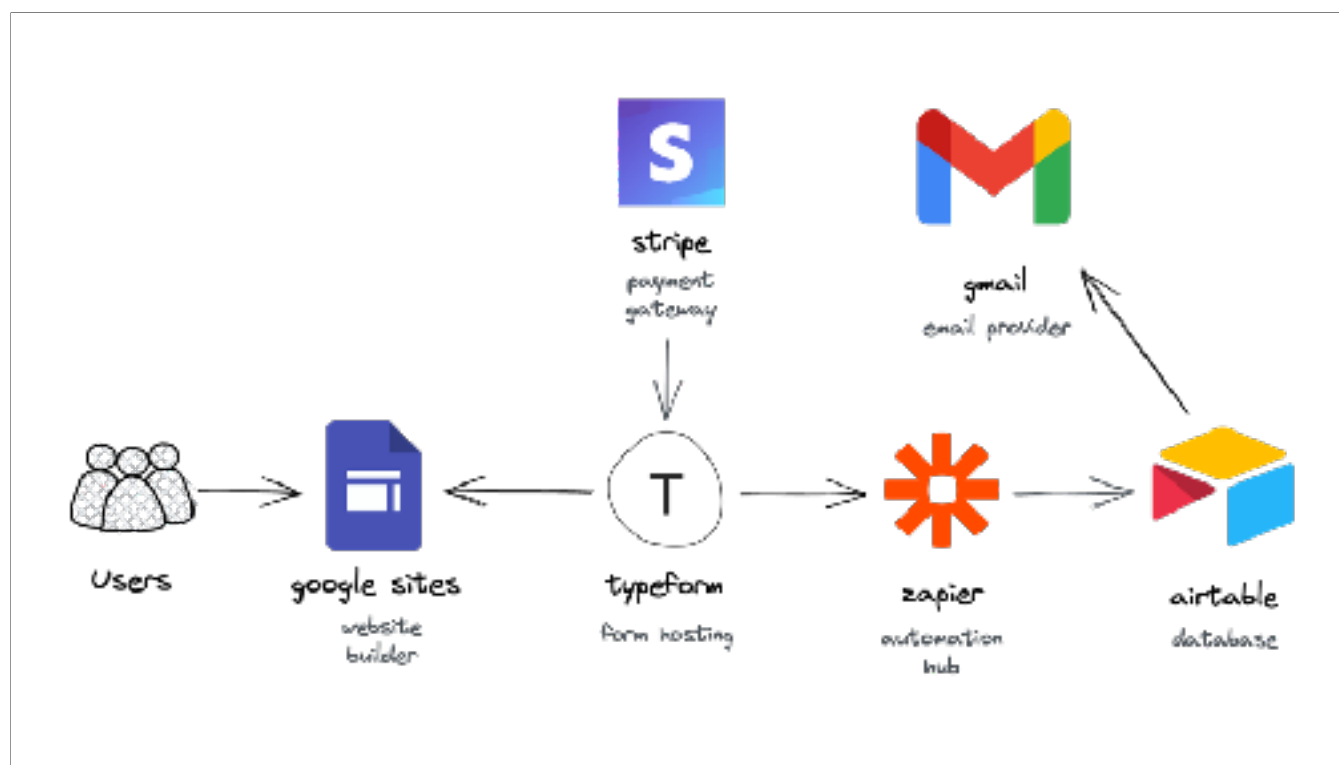 S
stripe
payment
gateway
gmail
email provider
T
Users
google sites
website
builder
typeform
form hosting
zapier
automation
hub
airtable
database